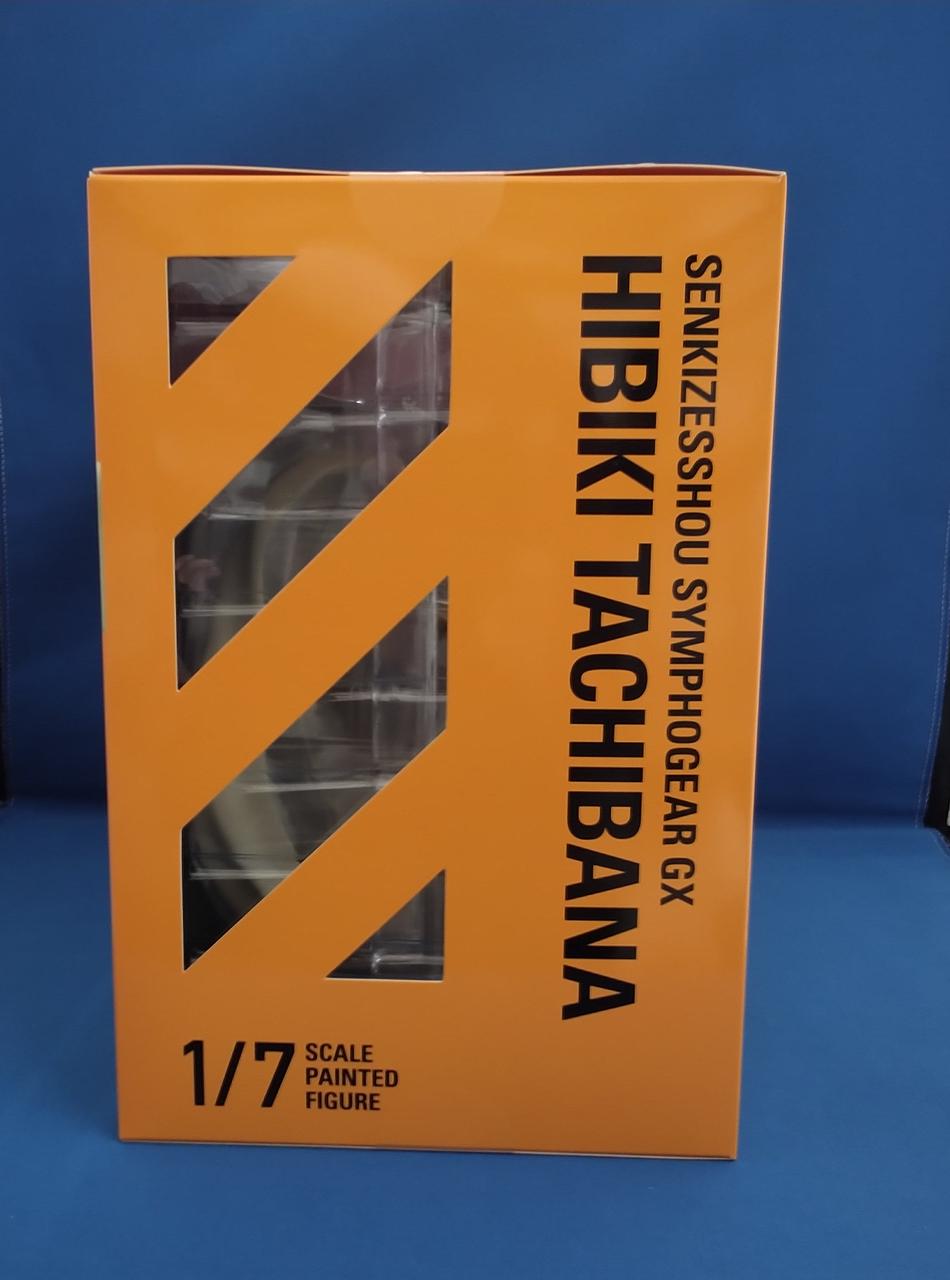 SENKIZESSHOU SYMPHOGEAR GX
HIBIKI TACHIBANA
1/7
SCALE
PAINTED
FIGURE